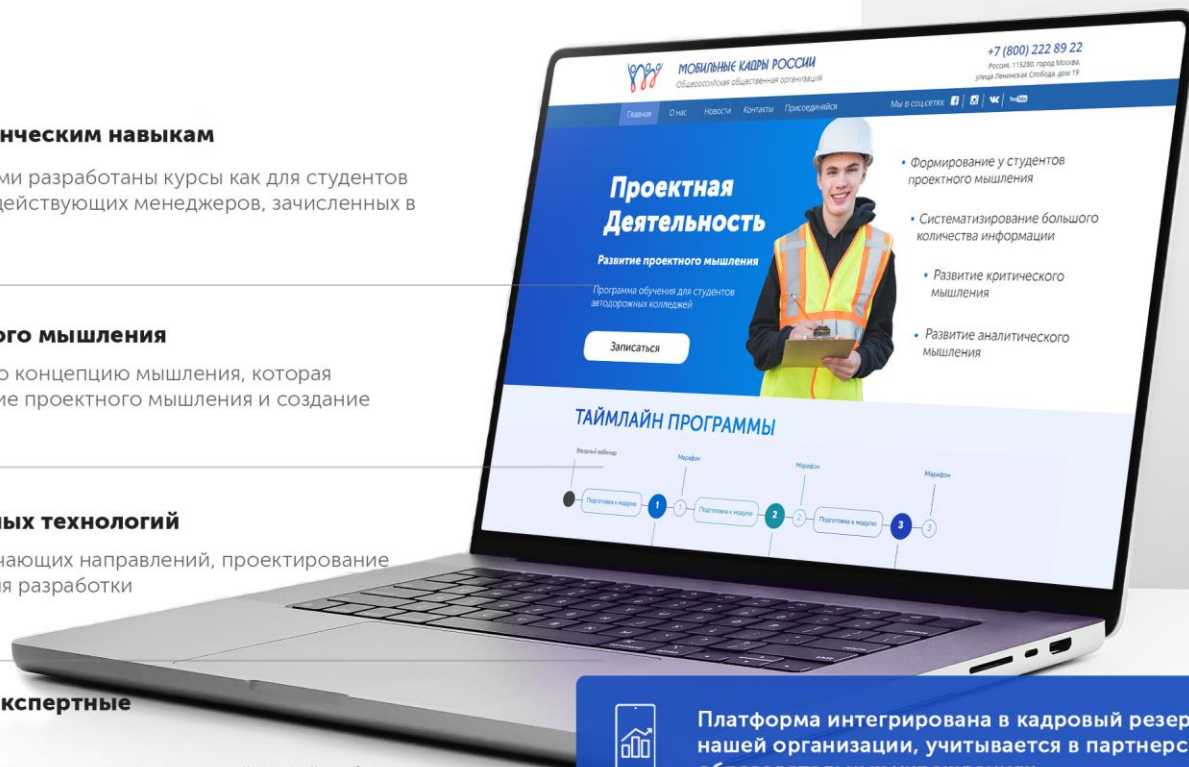 ническим навыкам
ми разработаны курсы как для студентов
действующих менеджеров, зачисленных в
ого мышления
о концепцию мышления, которая
ие проектного мышления и создание
ных технологий
чающих направлений, проектирование
ия разработки
кспертные
МОБИЛЬНЫЕ КАДРЫ РОССИИ
Общероссийская общественная организация
+7 (800) 222 89 22
Россия, 115280, город Москва,
улица Ленинская Слобода, дом 19
Главная О нас Новости Контакты Присоединяйся
Мы в соц.сетях
YouTube
Проектная
Деятельность
Развитие проектного мышления
Программа обучения для студентов
автодорожных колледжей
Записаться
• Формирование у студентов
проектного мышления
• Систематизирование большого
количества информации
• Развитие критического
мышления
• Развитие аналитического
мышления
ТАЙМЛАЙН ПРОГРАММЫ
Вводный вебинар
Марафон
Марафон
Марафон
Подготовка к модулю 1 1 Подготовка к модулю 2 2 Подготовка к модулю 3 3
Платформа интегрирована в кадровый резер
нашей организации, учитывается в партнерс